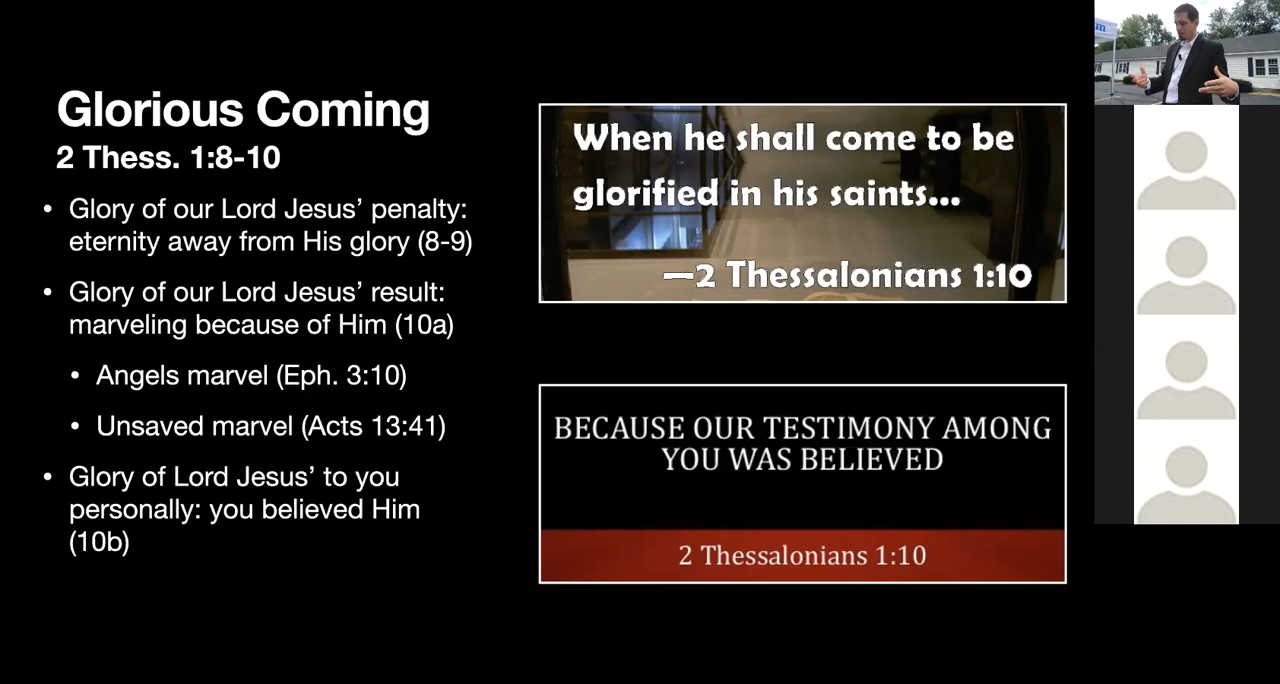 Glorious Coming
2 Thess. 1:8-10
• Glory of our Lord Jesus’ penalty:
eternity away from His glory (8-9)
• Glory of our Lord Jesus’ result:
marveling because of Him (10a)
• Angels marvel (Eph. 3:10)
• Unsaved marvel (Acts 13:41)
• Glory of Lord Jesus’ to you
personally: you believed Him
(10b)
When he shall come to be
glorified in his saints...
—2 Thessalonians 1:10
BECAUSE OUR TESTIMONY AMONG
YOU WAS BELIEVED
2 Thessalonians 1:10